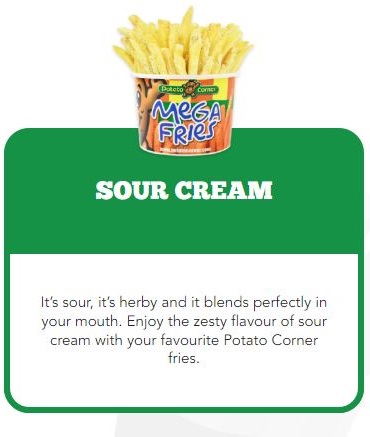 Potato Corner
MEGA
FRIES
SOUR CREAM
It's sour, it's herby and it blends perfectly in
your mouth. Enjoy the zesty flavour of sour
cream with your favourite Potato Corner
fries.